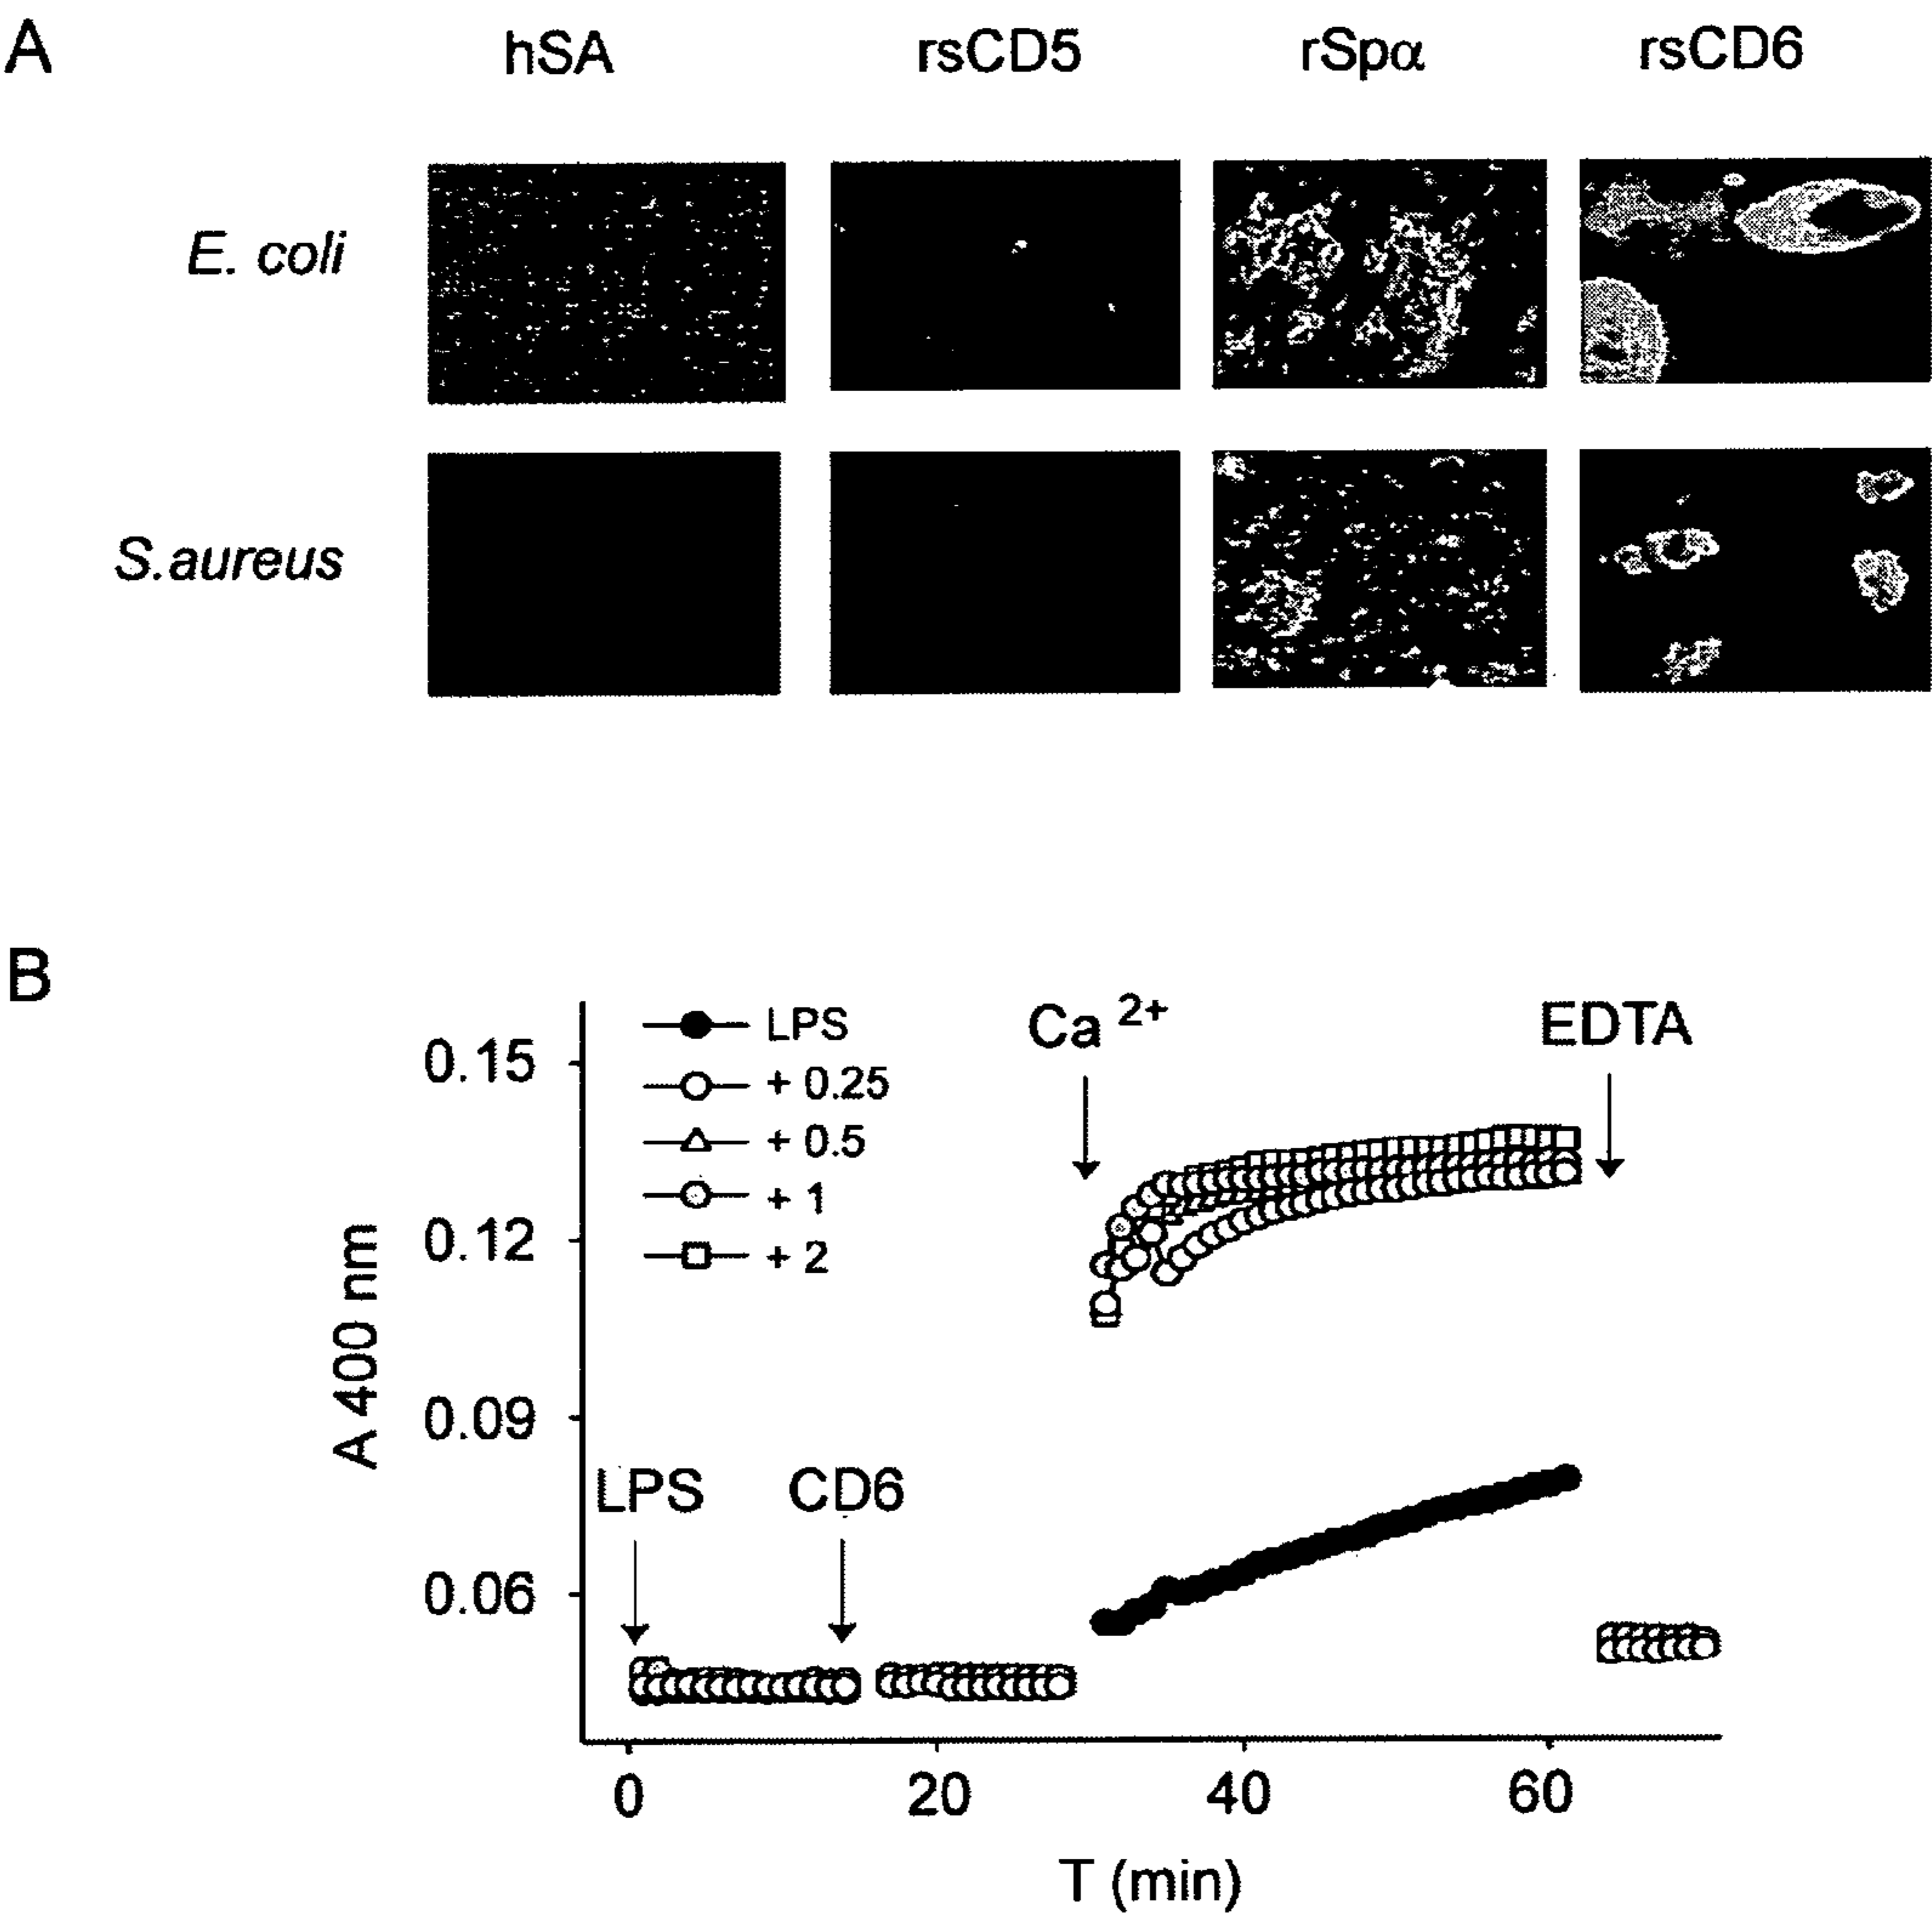 A hSA rsCD5 rSpα rsCD6
E. coli
S.aureus
B
LPS
+ 0.25
+ 0.5
+ 1
+ 2
Ca 2+
EDTA
0.15
0.12
0.09
0.06
A 400 nm
LPS CD6
0 20 40 60
T (min)